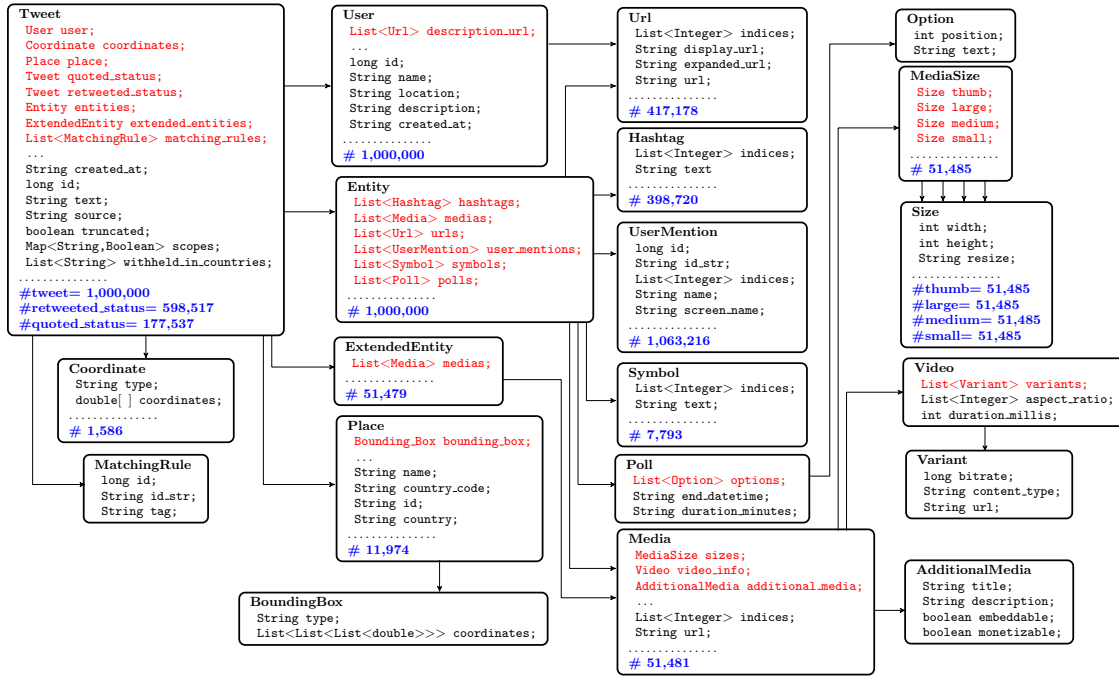 Tweet
User user;
Coordinate coordinates;
Place place;
Tweet quoted_status;
Tweet retweeted_status;
Entity entities;
ExtendedEntity extended_entities;
List<MatchingRule> matching_rules;
...
String created_at;
long id;
String text;
String source;
boolean truncated;
Map<String,Boolean> scopes;
List<String> withheld_in_countries;
..............
#tweet= 1,000,000
#retweeted_status= 598,517
#quoted_status= 177,537
Coordinate
String type;
double[ ] coordinates;
..............
# 1,586
MatchingRule
long id;
String id_str;
String tag;
User
List<Url> description_url;
...
long id;
String name;
String location;
String description;
String created_at;
..............
# 1,000,000
Entity
List<Hashtag> hashtags;
List<Media> medias;
List<Url> urls;
List<UserMention> user_mentions;
List<Symbol> symbols;
List<Poll> polls;
..............
# 1,000,000
ExtendedEntity
List<Media> medias;
..............
# 51,479
Place
Bounding_Box bounding_box;
...
String name;
String country_code;
String id;
String country;
..............
# 11,974
BoundingBox
String type;
List<List<List<double>>> coordinates;
Url
List<Integer> indices;
String display_url;
String expanded_url;
String url;
..............
# 417,178
Hashtag
List<Integer> indices;
String text
..............
# 398,720
UserMention
long id;
String id_str;
List<Integer> indices;
String name;
String screen_name;
..............
# 1,063,216
Symbol
List<Integer> indices;
String text;
..............
# 7,793
Poll
List<Option> options;
String end_datetime;
String duration_minutes;
Media
MediaSize sizes;
Video video_info;
AdditionalMedia additional_media;
...
List<Integer> indices;
String url;
..............
# 51,481
Option
int position;
String text;
MediaSize
Size thumb;
Size large;
Size medium;
Size small;
..............
# 51,485
Size
int width;
int height;
String resize;
..............
#thumb= 51,485
#large= 51,485
#medium= 51,485
#small= 51,485
Video
List<Variant> variants;
List<Integer> aspect_ratio;
int duration_millis;
Variant
long bitrate;
String content_type;
String url;
AdditionalMedia
String title;
String description;
boolean embeddable;
boolean monetizable;